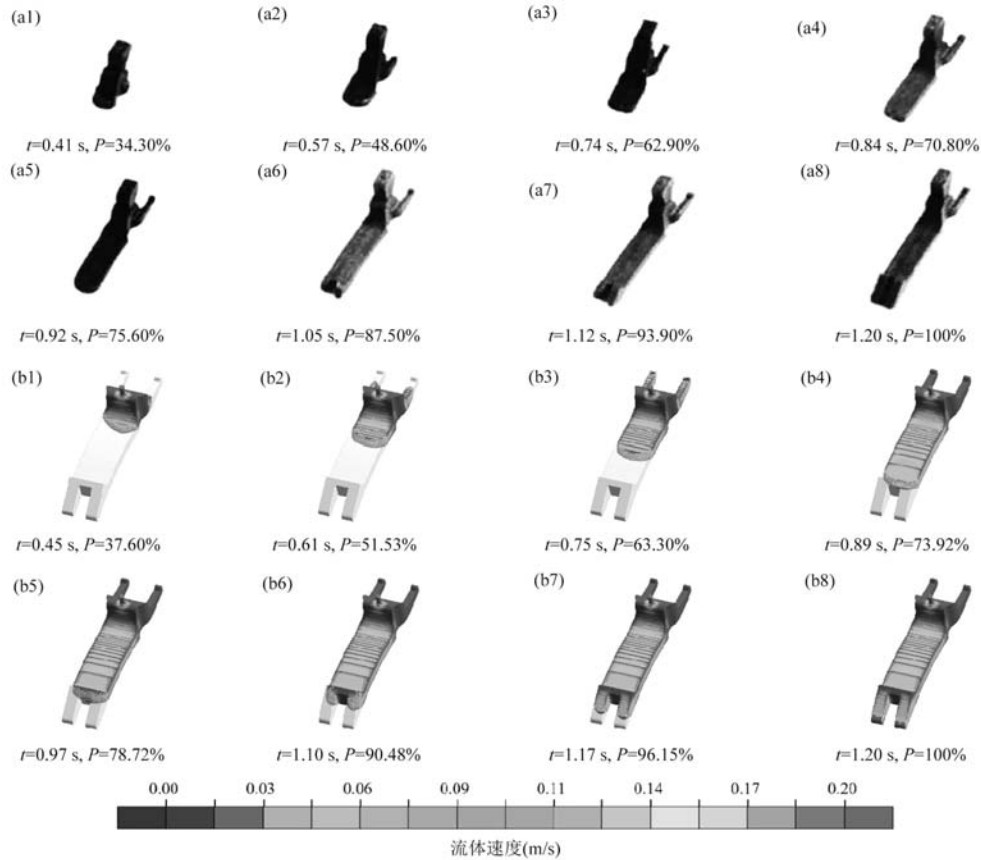 (a1) (a2) (a3) (a4)
t=0.41 s, P=34.30% t=0.57 s, P=48.60% t=0.74 s, P=62.90% t=0.84 s, P=70.80%
(a5) (a6) (a7) (a8)
t=0.92 s, P=75.60% t=1.05 s, P=87.50% t=1.12 s, P=93.90% t=1.20 s, P=100%
(b1) (b2) (b3) (b4)
t=0.45 s, P=37.60% t=0.61 s, P=51.53% t=0.75 s, P=63.30% t=0.89 s, P=73.92%
(b5) (b6) (b7) (b8)
t=0.97 s, P=78.72% t=1.10 s, P=90.48% t=1.17 s, P=96.15% t=1.20 s, P=100%
0.00 0.03 0.06 0.09 0.11 0.14 0.17 0.20
流体速度(m/s)